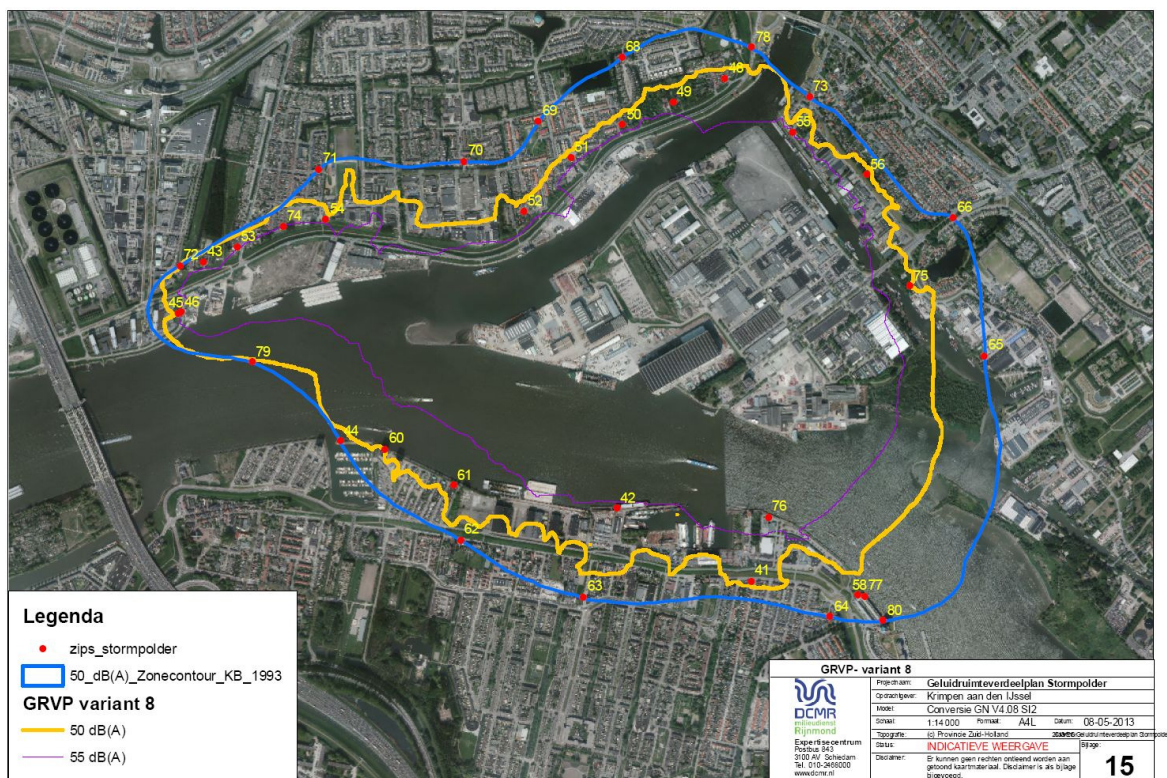 78
68
48
73
49
50
69
55
51
70
56
71
52
66
54
74
53
43
72
75
45 46
65
79
44
60
61
42
76
62
41
58 77
63
64
80
Legenda
zips_stormpolder
50_dB(A)_Zonecontour_KB_1993
GRVP variant 8
50 dB(A)
55 dB(A)
GRVP- variant 8
DCMR
milieudienst
Rijnmond
Expertisecentrum
Postbus 843
3100 AV Schiedam
Tel. 010-2468000
www.dcmr.nl
Projectnaam: Geluidruimteverdeelplan Stormpolder
Opdrachtgever: Krimpen aan den IJssel
Model: Conversie GN V4.08 SI2
Schaal: 1:14 000 Formaat: A4L Datum: 08-05-2013
Topografie: (c) Provincie Zuid-Holland Geluidruimteverdeelplan Stormpolde
Status: INDICATIEVE WEERGAVE
Disclaimer: Er kunnen geen rechten ontleend worden aan
getoond kaartmateriaal. Disclaimer is als bijlage
bijgevoegd.
Bijlage:
15